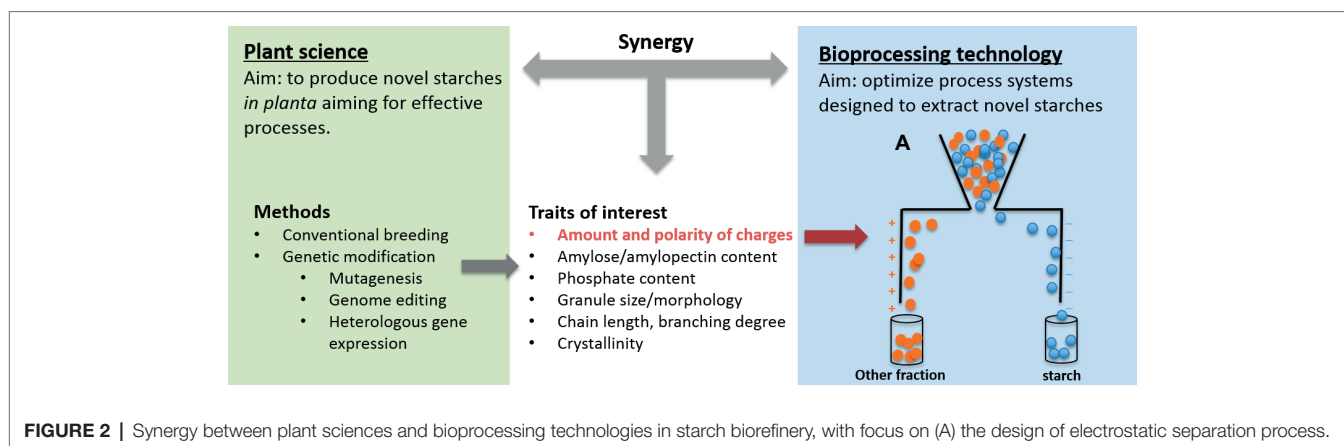 Plant science
Aim: to produce novel starches
in planta aiming for effective
processes.
Methods
• Conventional breeding
• Genetic modification
• Mutagenesis
• Genome editing
• Heterologous gene
expression
Synergy
Traits of interest
• Amount and polarity of charges
• Amylose/amylopectin content
• Phosphate content
• Granule size/morphology
• Chain length, branching degree
• Crystallinity
Bioprocessing technology
Aim: optimize process systems
designed to extract novel starches
A
+
+
+
+
+
+
–
–
–
–
–
–
Other fraction
starch
FIGURE 2 | Synergy between plant sciences and bioprocessing technologies in starch biorefinery, with focus on (A) the design of electrostatic separation process.